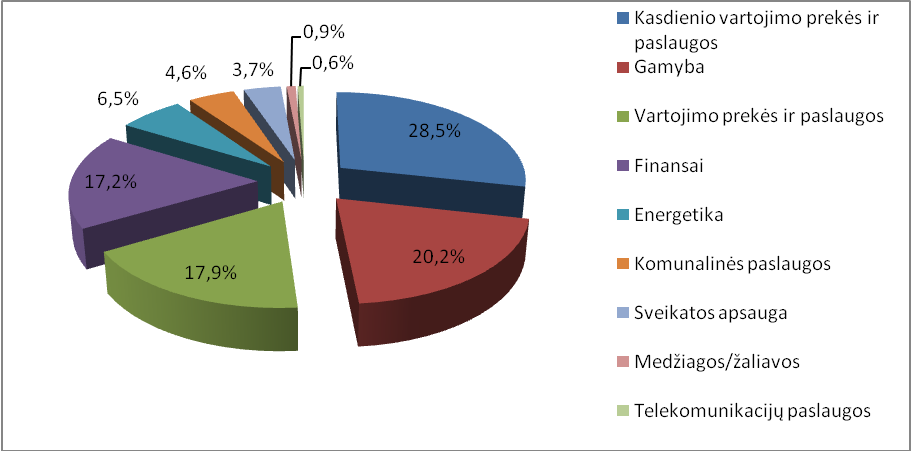 0,9%
0,6%
3,7%
4,6%
6,5%
28,5%
17,2%
20,2%
17,9%
Kasdienio vartojimo prekės ir
paslaugos
Gamyba
Vartojimo prekės ir paslaugos
Finansai
Energetika
Komunalinės paslaugos
Sveikatos apsauga
Medžiagos/žaliavos
Telekomunikacijų paslaugos